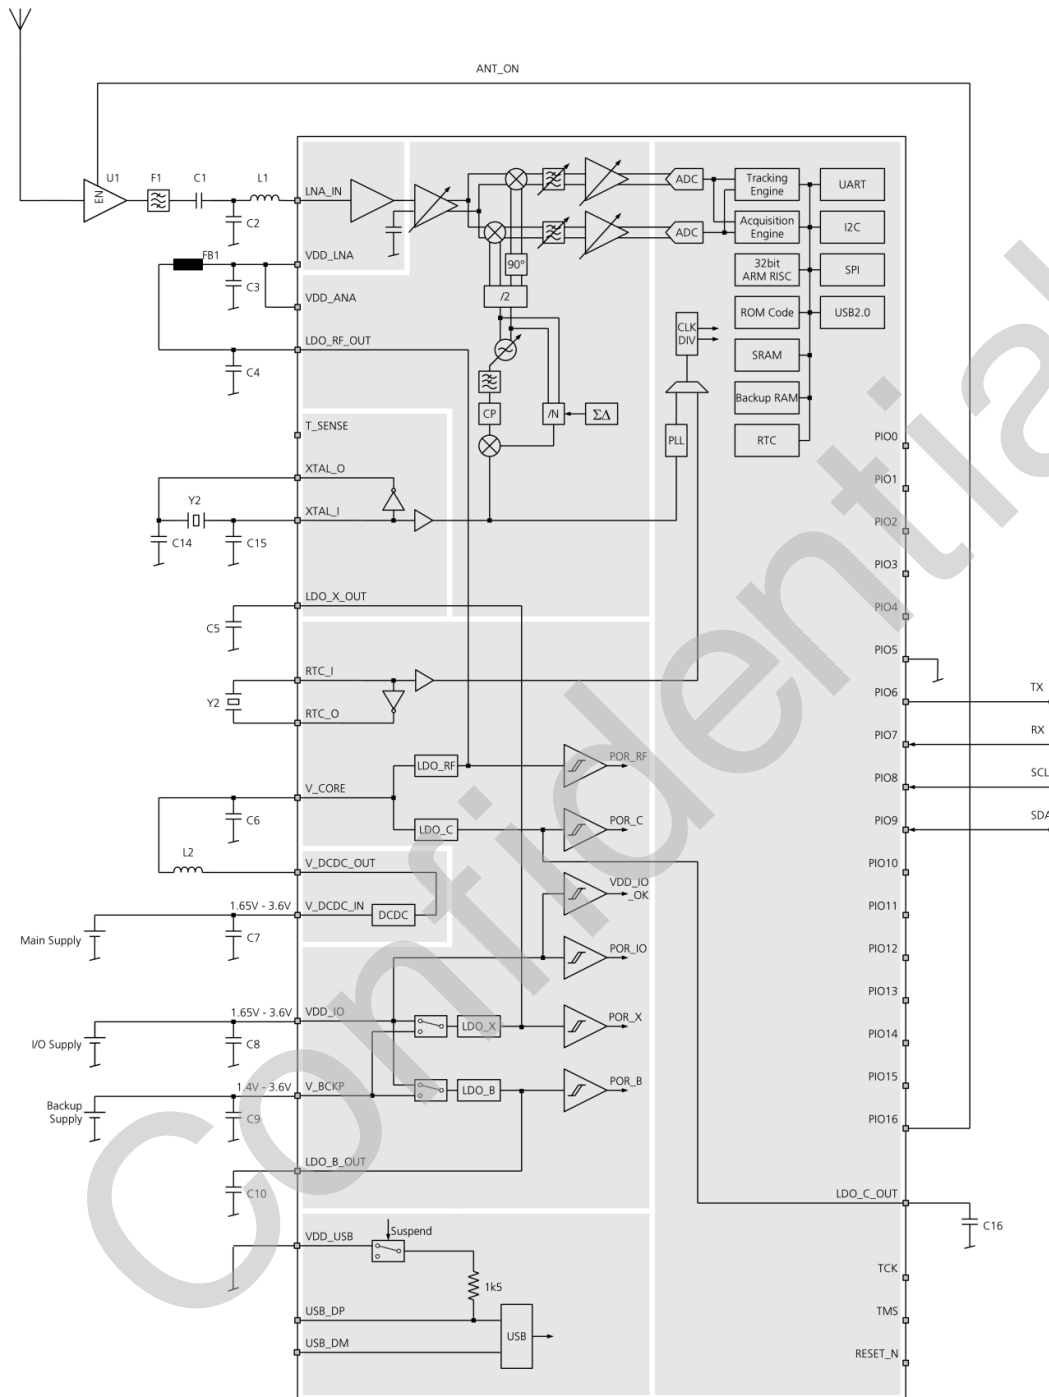 ANT_ON
U1
F1
C1
L1
EN
LNA_IN
C2
FB1
VDD_LNA
C3
VDD_ANA
LDO_RF_OUT
C4
90°
/2
CP
/N
ΣΔ
ADC
ADC
Tracking
Engine
Acquisition
Engine
32bit
ARM RISC
ROM Code
SRAM
Backup RAM
RTC
UART
I2C
SPI
USB2.0
CLK
DIV
PLL
T_SENSE
XTAL_O
Y2
XTAL_I
C14
C15
LDO_X_OUT
C5
RTC_I
Y2
RTC_O
LDO_RF
POR_RF
V_CORE
C6
LDO_C
POR_C
L2
V_DCDC_OUT
VDD_IO
_OK
1.65V - 3.6V
V_DCDC_IN
DCDC
Main Supply
C7
POR_IO
1.65V - 3.6V
VDD_IO
LDO_X
POR_X
I/O Supply
C8
1.4V - 3.6V
V_BCKP
LDO_B
POR_B
Backup
Supply
C9
LDO_B_OUT
C10
VDD_USB
Suspend
1k5
USB_DP
USB
USB_DM
PIO0
PIO1
PIO2
PIO3
PIO4
PIO5
PIO6
TX
PIO7
RX
PIO8
SCL
PIO9
SDA
PIO10
PIO11
PIO12
PIO13
PIO14
PIO15
PIO16
LDO_C_OUT
C16
TCK
TMS
RESET_N
Confidential